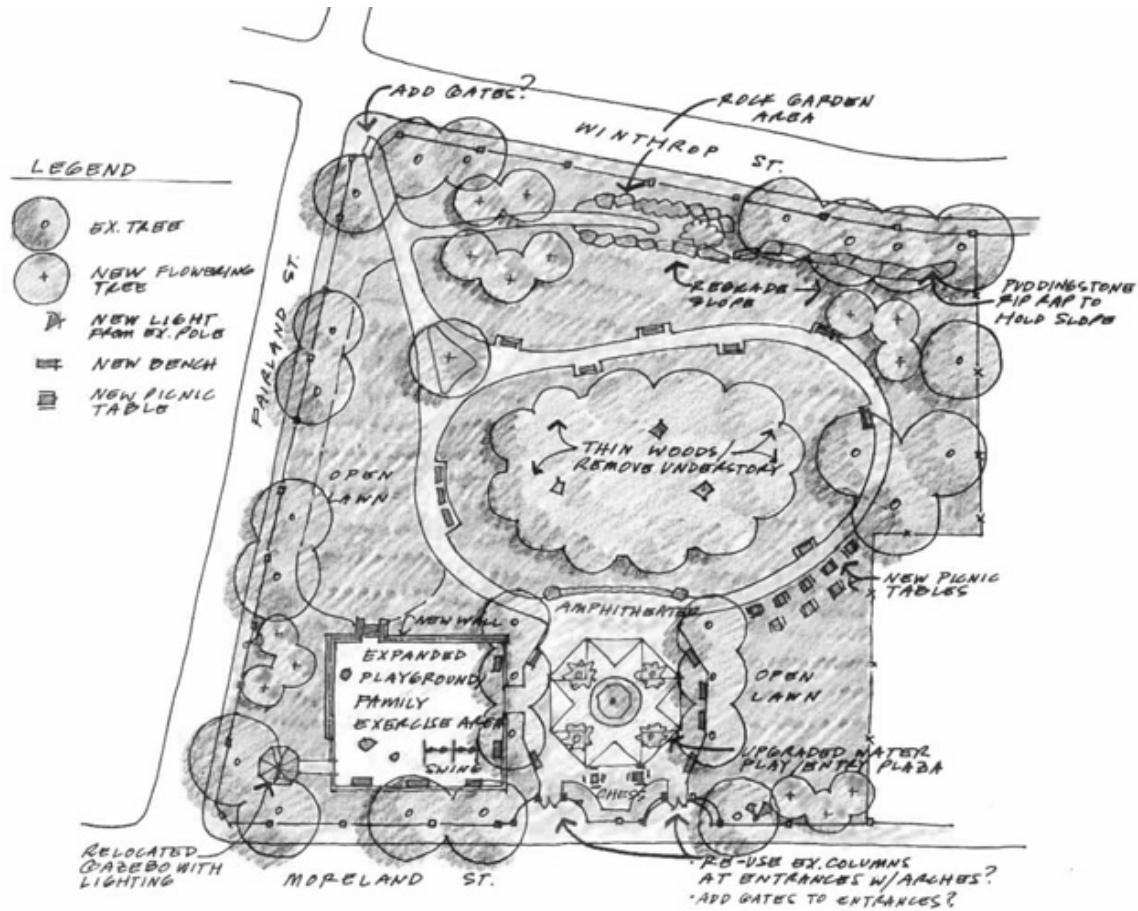 ADD GATES?
ROCK GARDEN
AREA
WINTHROP ST.
LEGEND
EX. TREE
NEW FLOWERING
TREE
NEW LIGHT
FROM EX. POLE
NEW BENCH
NEW PICNIC
TABLE
FAIRLAND ST.
REGRADE
SLOPE
PUDDINGSTONE
RIP RAP TO
HOLD SLOPE
THIN WOODS/
REMOVE UNDERSTORY
OPEN
LAWN
NEW PICNIC
TABLES
AMPHITHEATER
NEW WALL
EXPANDED
PLAYGROUND/
FAMILY
EXERCISE AREA
SWING
OPEN
LAWN
UPGRADED WATER
PLAY/ENTRY PLAZA
CHESS
RELOCATED
GAZEBO WITH
LIGHTING
MORELAND ST.
· RE-USE EX. COLUMNS
AT ENTRANCES W/ARCHES?
· ADD GATES TO ENTRANCES?